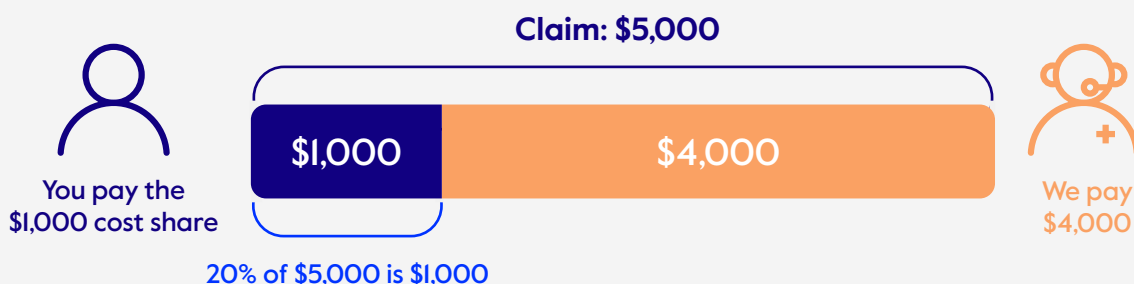 Claim: $5,000
$1,000
$4,000
You pay the
$1,000 cost share
We pay
$4,000
20% of $5,000 is $1,000